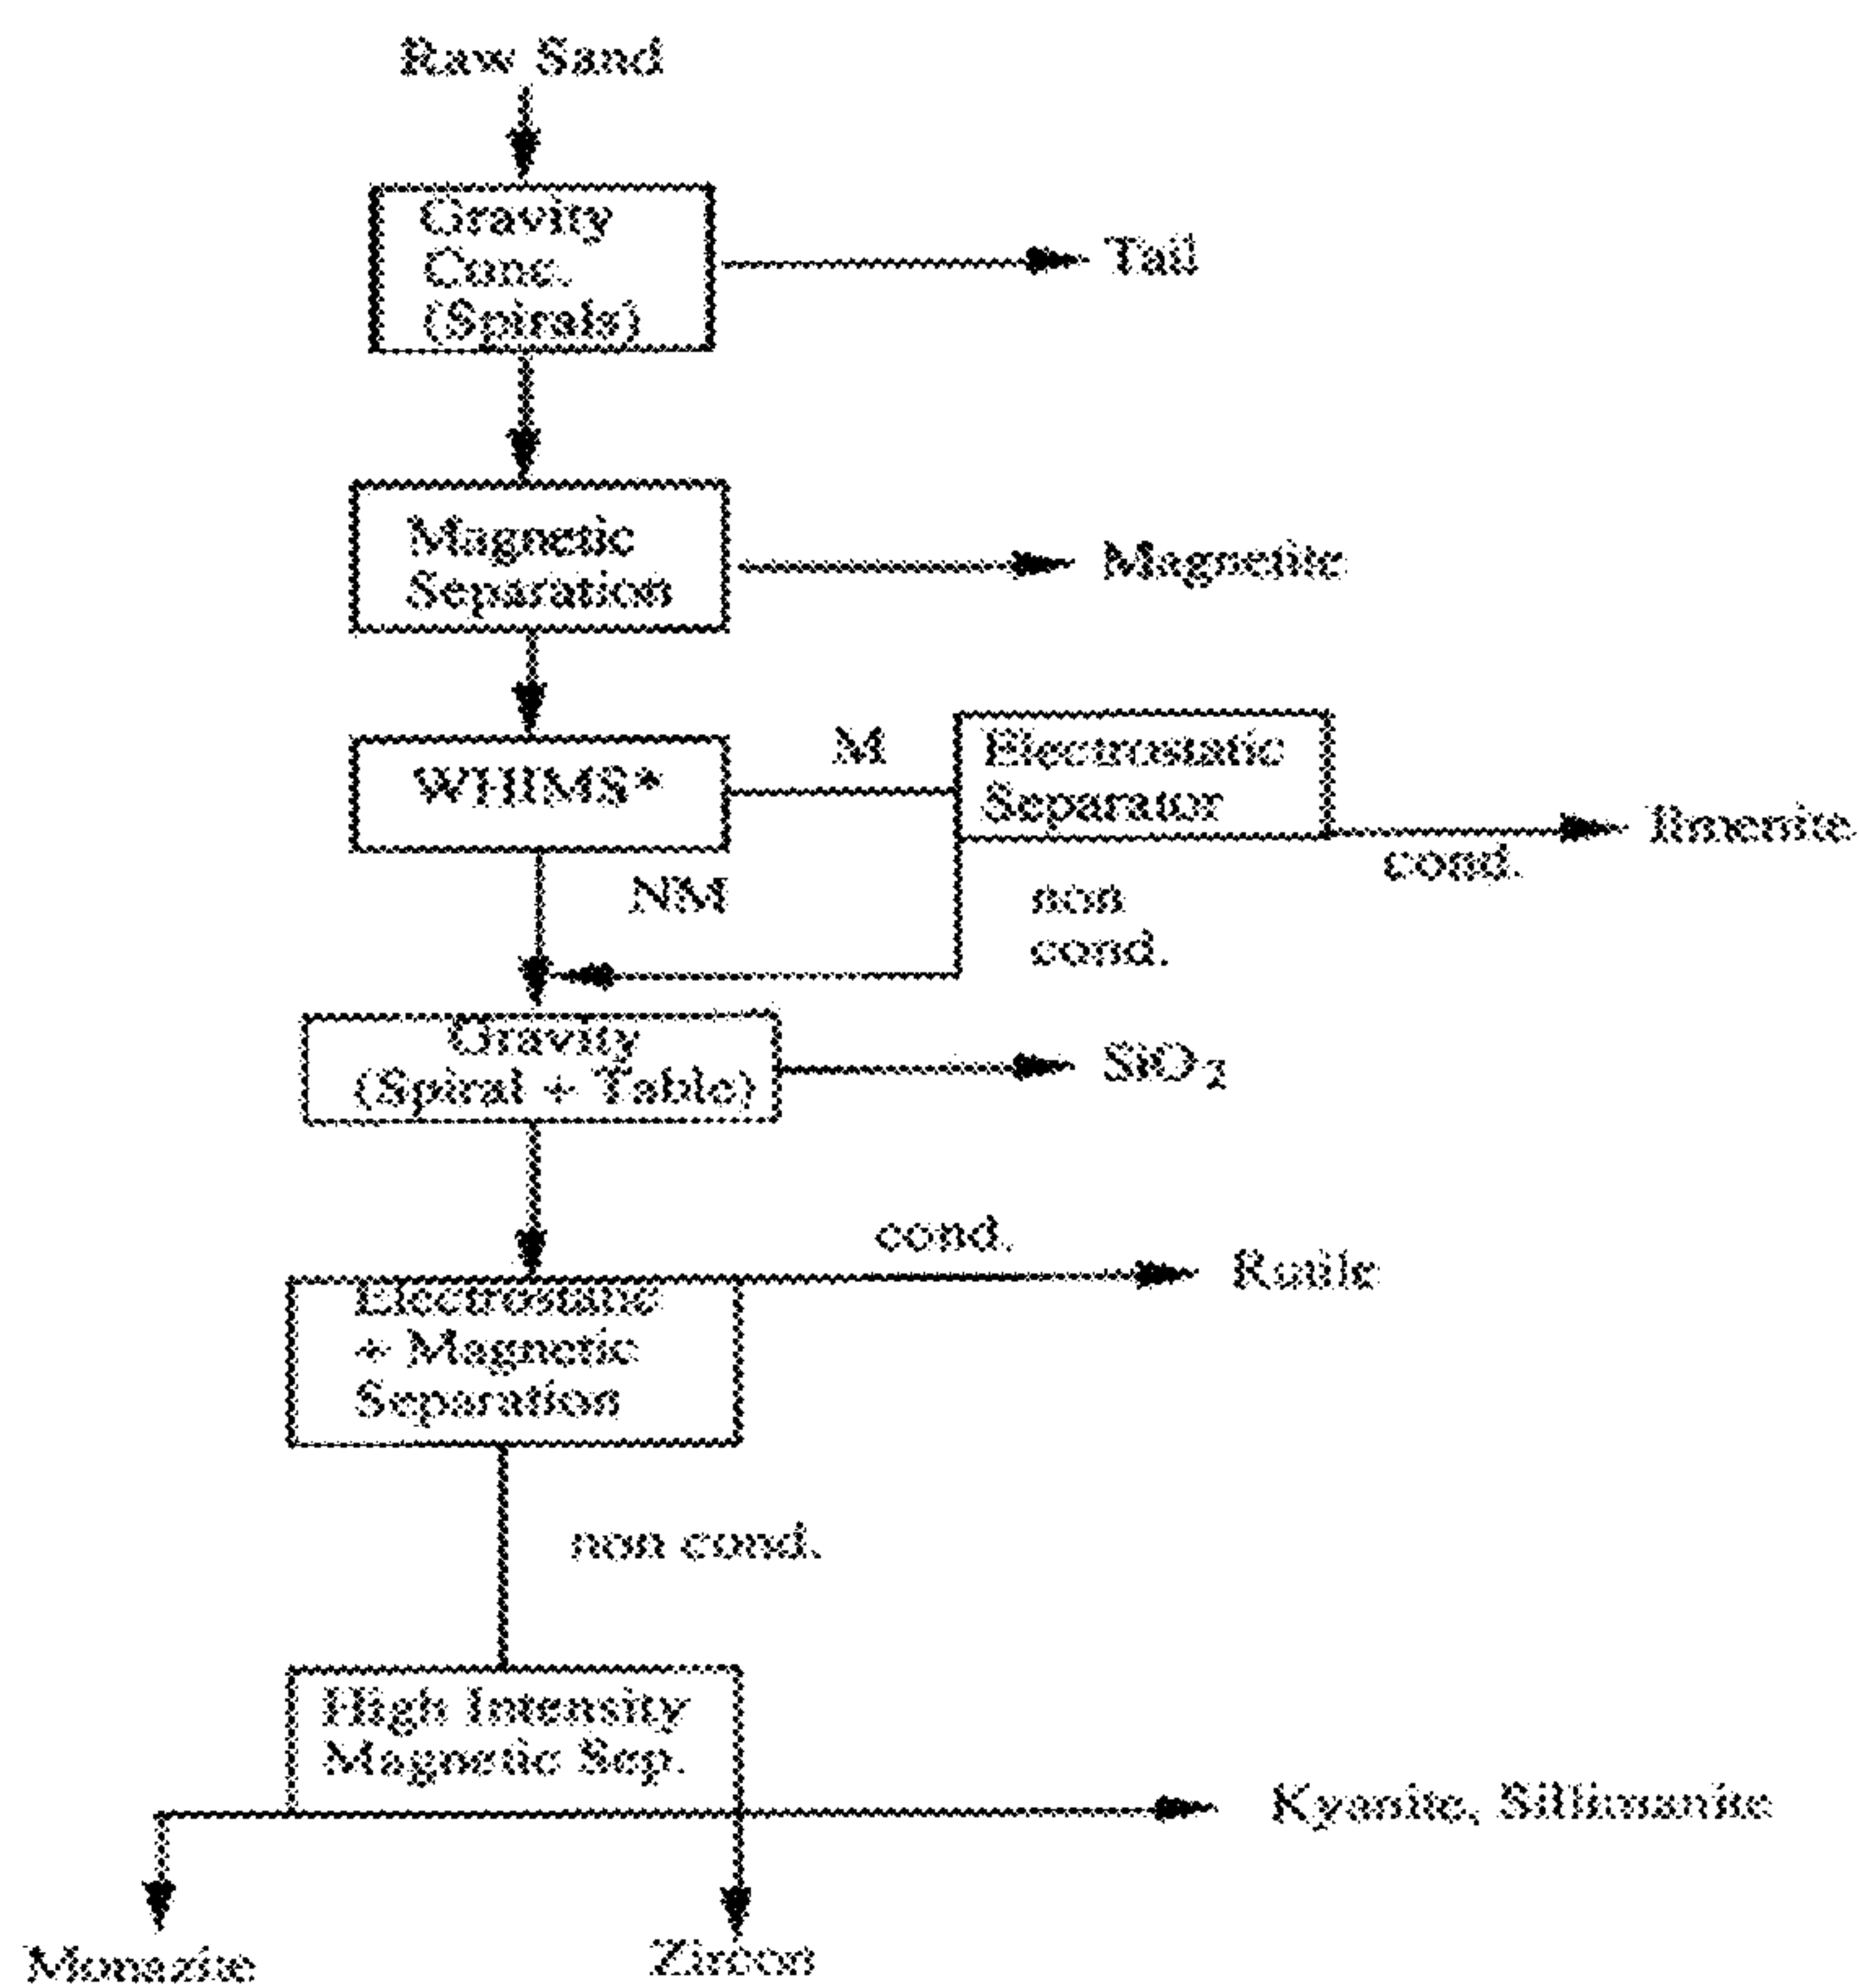 Raw Sand
Gravity
Conc.
(Spirals)
Tail
Magnetic
Separation
Magnetite
WHIMS*
M
Electrostatic
Separator
cond.
Ilmenite
NM
non
cond.
Gravity
(Spiral + Table)
SiO2
cond.
Rutile
Electrostatic
+ Magnetic
Separation
non cond.
High Intensity
Magnetic Sep.
Kyanite, Sillimanite
Monazite
Zircon